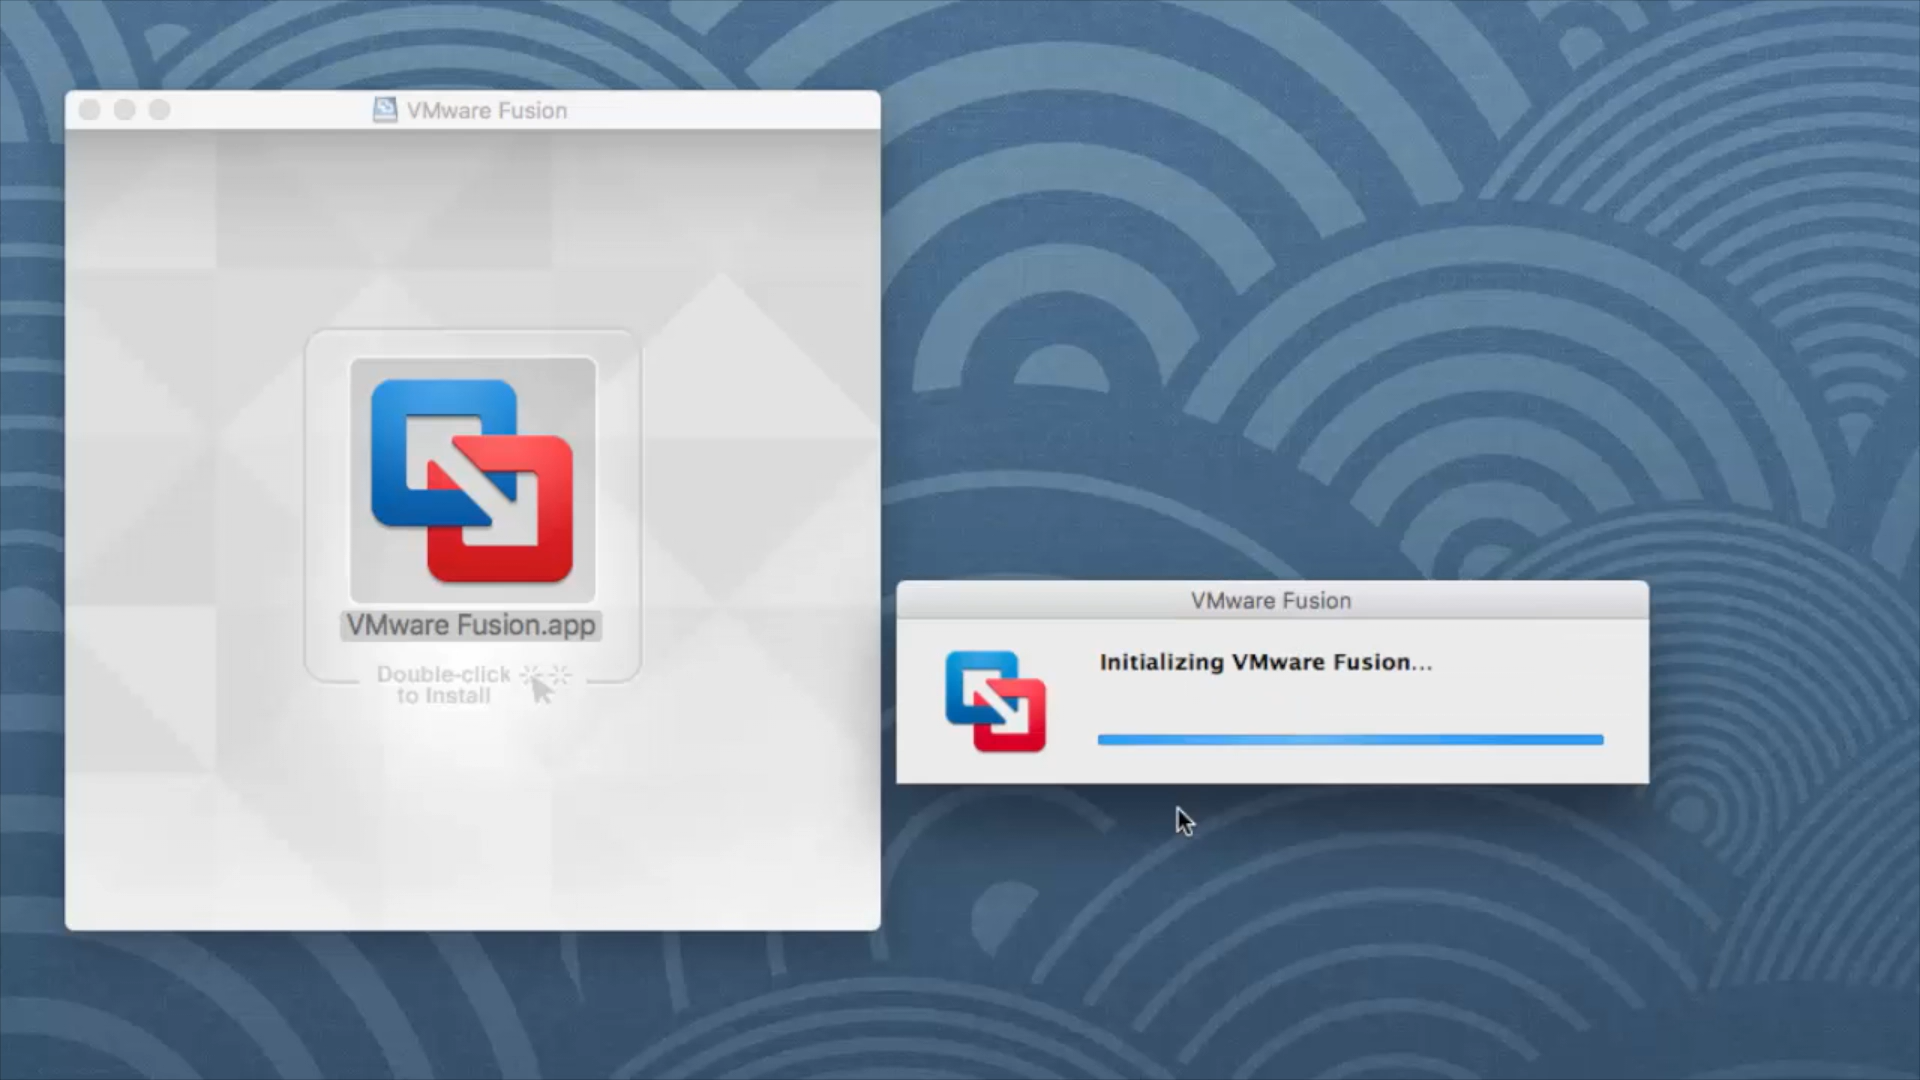 VMware Fusion
VMware Fusion.app
Double-click
to Install
VMware Fusion
Initializing VMware Fusion...